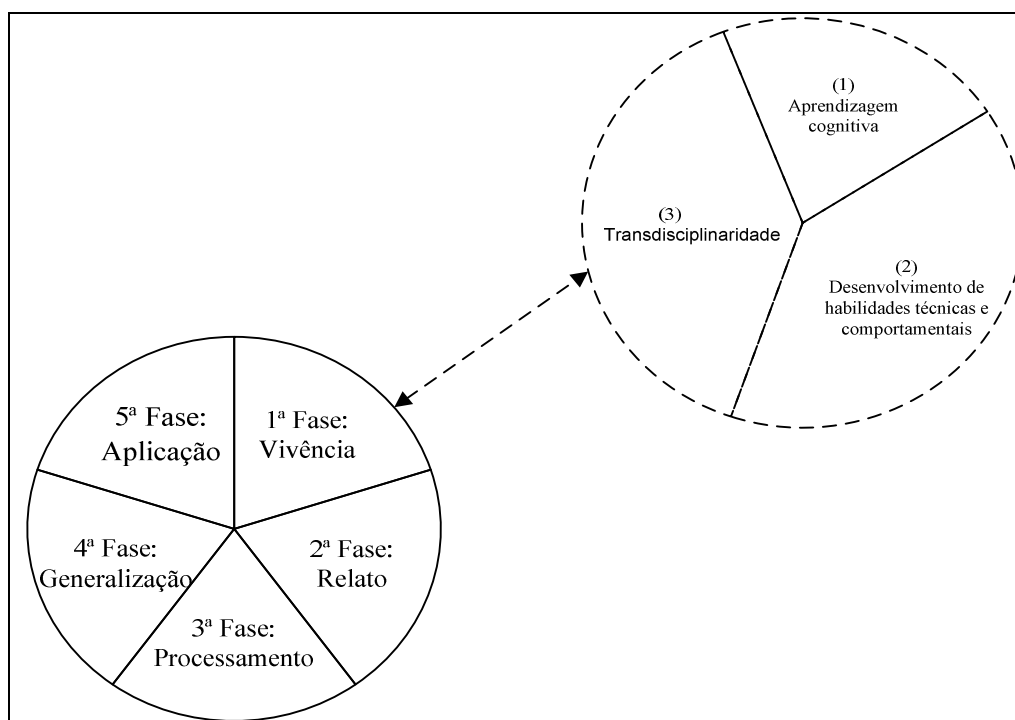 (1)
Aprendizagem
cognitiva
(3)
Transdisciplinaridade
(2)
Desenvolvimento de
habilidades técnicas e
comportamentais
5ª Fase:
Aplicação
1ª Fase:
Vivência
4ª Fase:
Generalização
2ª Fase:
Relato
3ª Fase:
Processamento